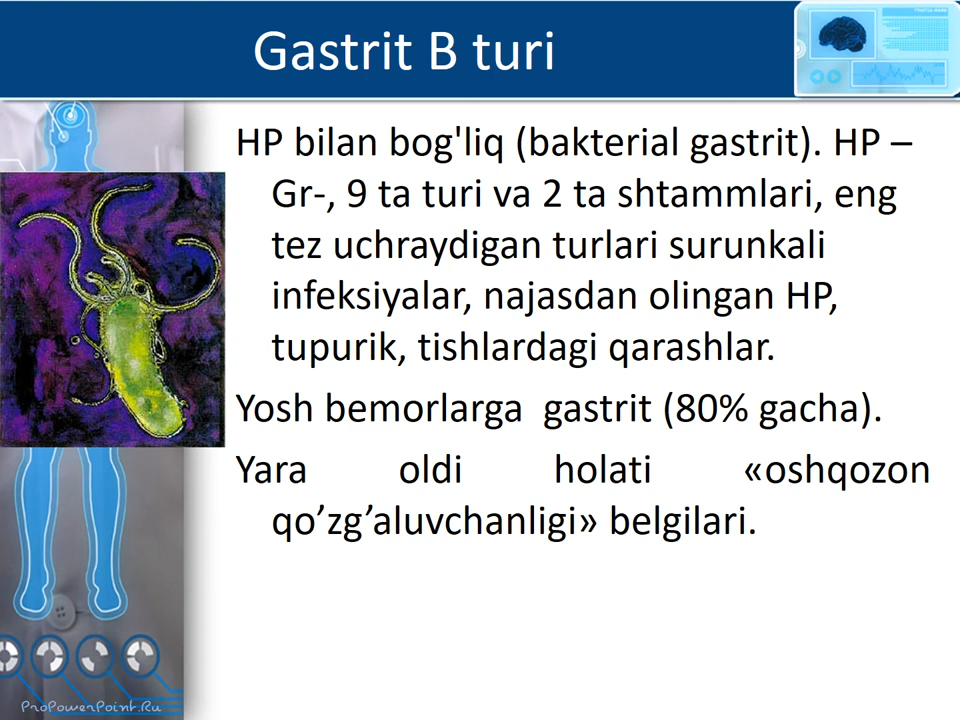 Gastrit B turi
HP bilan bog'liq (bakterial gastrit). HP –
Gr-, 9 ta turi va 2 ta shtammlari, eng
tez uchraydigan turlari surunkali
infeksiyalar, najasdan olingan HP,
tupurik, tishlardagi qarashlar.
Yosh bemorlarga gastrit (80% gacha).
Yara oldi holati «oshqozon
qo’zg’aluvchanligi» belgilari.
ProPowerPoint.Ru